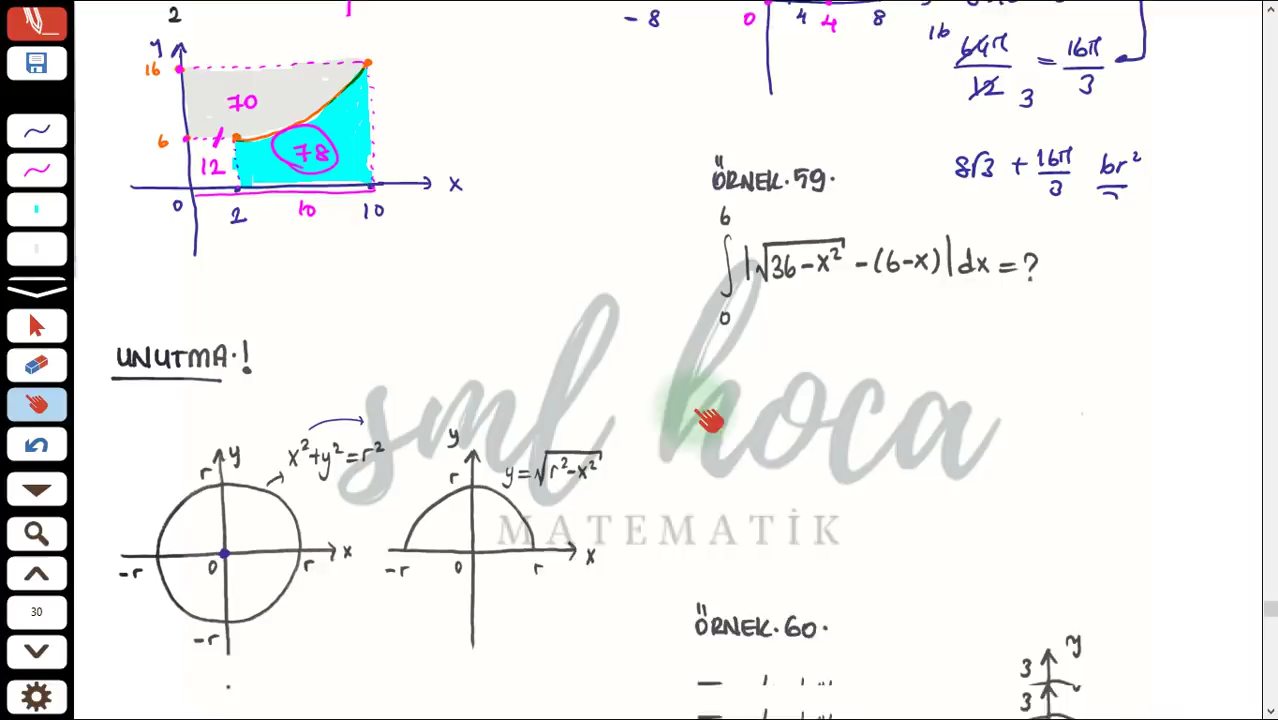 2
1
y
16
70
6
12
78
0
2
10
10
x
-8
0
4
4
8
16
64π/12 = 16π/3
3
8√3 + 16π/3 br²
ÖRNEK.59.
6
∫ |√36-x² - (6-x)| dx = ?
0
UNUTMA.!
x²+y²=r²
r
y
-r
0
r
x
-r
y
r
y=√r²-x²
-r
0
r
x
sml hoca
MATEMATİK
ÖRNEK.60.
y
3
3
30